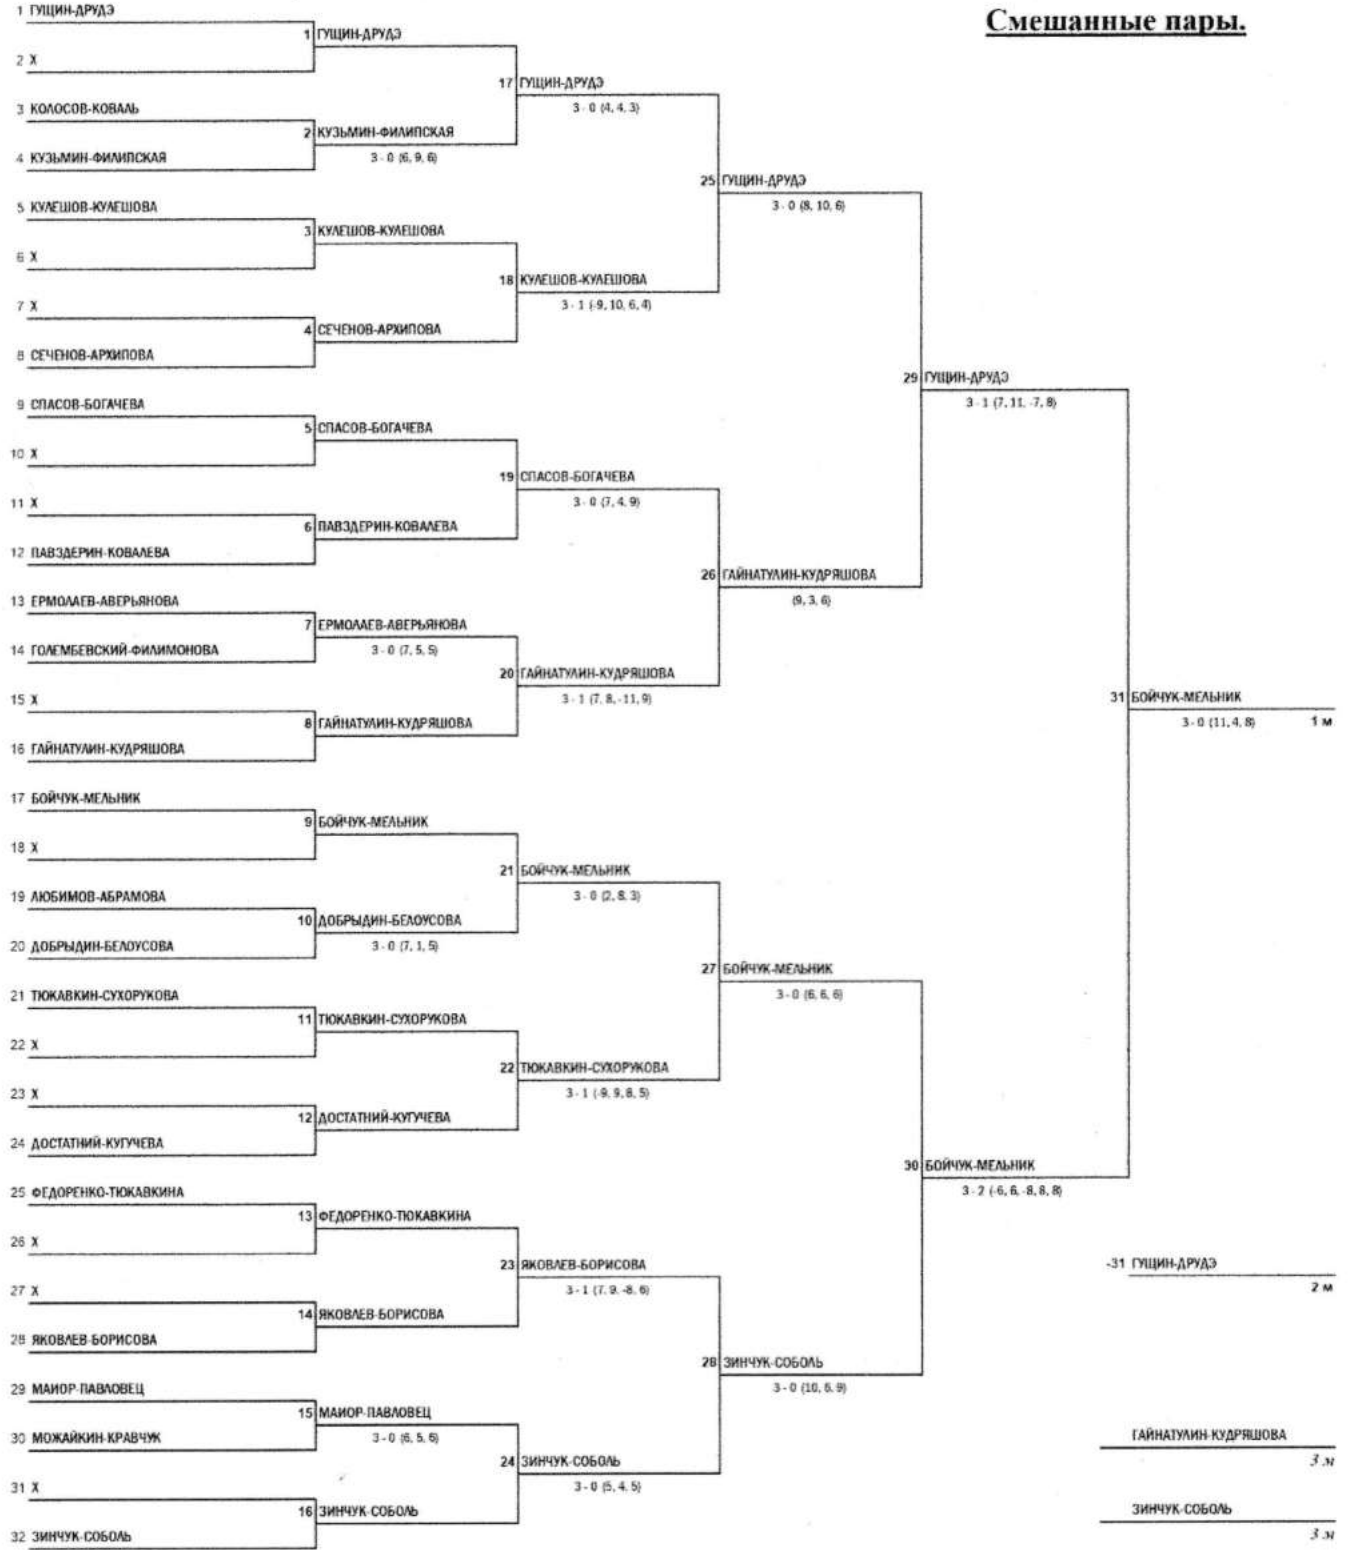 Смешанные пары.
1 ГУЩИН-ДРУДЭ
1 ГУЩИН-ДРУДЭ
2 X
17 ГУЩИН-ДРУДЭ
3 - 0 (4, 4, 3)
3 КОЛОСОВ-КОВАЛЬ
2 КУЗЬМИН-ФИЛИПСКАЯ
3 - 0 (6, 9, 6)
4 КУЗЬМИН-ФИЛИПСКАЯ
25 ГУЩИН-ДРУДЭ
3 - 0 (8, 10, 6)
5 КУЛЕШОВ-КУЛЕШОВА
3 КУЛЕШОВ-КУЛЕШОВА
6 X
18 КУЛЕШОВ-КУЛЕШОВА
3 - 1 (-9, 10, 6, 4)
7 X
4 СЕЧЕНОВ-АРХИПОВА
8 СЕЧЕНОВ-АРХИПОВА
29 ГУЩИН-ДРУДЭ
3 - 1 (7, 11, -7, 8)
9 СПАСОВ-БОГАЧЕВА
5 СПАСОВ-БОГАЧЕВА
10 X
19 СПАСОВ-БОГАЧЕВА
3 - 0 (7, 4, 9)
11 X
6 ПАВЗДЕРИН-КОВАЛЕВА
12 ПАВЗДЕРИН-КОВАЛЕВА
26 ГАЙНАТУЛИН-КУДРЯШОВА
(9, 3, 6)
13 ЕРМОЛАЕВ-АВЕРЬЯНОВА
7 ЕРМОЛАЕВ-АВЕРЬЯНОВА
3 - 0 (7, 5, 5)
14 ГОЛЕМБЕВСКИЙ-ФИЛИМОНОВА
20 ГАЙНАТУЛИН-КУДРЯШОВА
3 - 1 (7, 8, -11, 9)
15 X
8 ГАЙНАТУЛИН-КУДРЯШОВА
16 ГАЙНАТУЛИН-КУДРЯШОВА
31 БОЙЧУК-МЕЛЬНИК
3 - 0 (11, 4, 8) 1 м
17 БОЙЧУК-МЕЛЬНИК
9 БОЙЧУК-МЕЛЬНИК
18 X
21 БОЙЧУК-МЕЛЬНИК
3 - 0 (2, 8, 3)
19 ЛЮБИМОВ-АБРАМОВА
10 ДОБРЫДИН-БЕЛОУСОВА
3 - 0 (7, 1, 5)
20 ДОБРЫДИН-БЕЛОУСОВА
27 БОЙЧУК-МЕЛЬНИК
3 - 0 (6, 6, 6)
21 ТЮКАВКИН-СУХОРУКОВА
11 ТЮКАВКИН-СУХОРУКОВА
22 X
22 ТЮКАВКИН-СУХОРУКОВА
3 - 1 (-9, 9, 8, 5)
23 X
12 ДОСТАТНИЙ-КУГУЧЕВА
24 ДОСТАТНИЙ-КУГУЧЕВА
30 БОЙЧУК-МЕЛЬНИК
3 - 2 (-6, 6, -8, 8, 8)
25 ФЕДОРЕНКО-ТЮКАВКИНА
13 ФЕДОРЕНКО-ТЮКАВКИНА
26 X
23 ЯКОВЛЕВ-БОРИСОВА
3 - 1 (7, 9, -8, 6)
27 X
14 ЯКОВЛЕВ-БОРИСОВА
28 ЯКОВЛЕВ-БОРИСОВА
28 ЗИНЧУК-СОБОЛЬ
3 - 0 (10, 5, 9)
29 МАИОР-ПАВЛОВЕЦ
15 МАИОР-ПАВЛОВЕЦ
3 - 0 (6, 5, 6)
30 МОЖАЙКИН-КРАВЧУК
24 ЗИНЧУК-СОБОЛЬ
3 - 0 (5, 4, 5)
31 X
16 ЗИНЧУК-СОБОЛЬ
32 ЗИНЧУК-СОБОЛЬ
-31 ГУЩИН-ДРУДЭ
2 м
ГАЙНАТУЛИН-КУДРЯШОВА
3 м
ЗИНЧУК-СОБОЛЬ
3 м